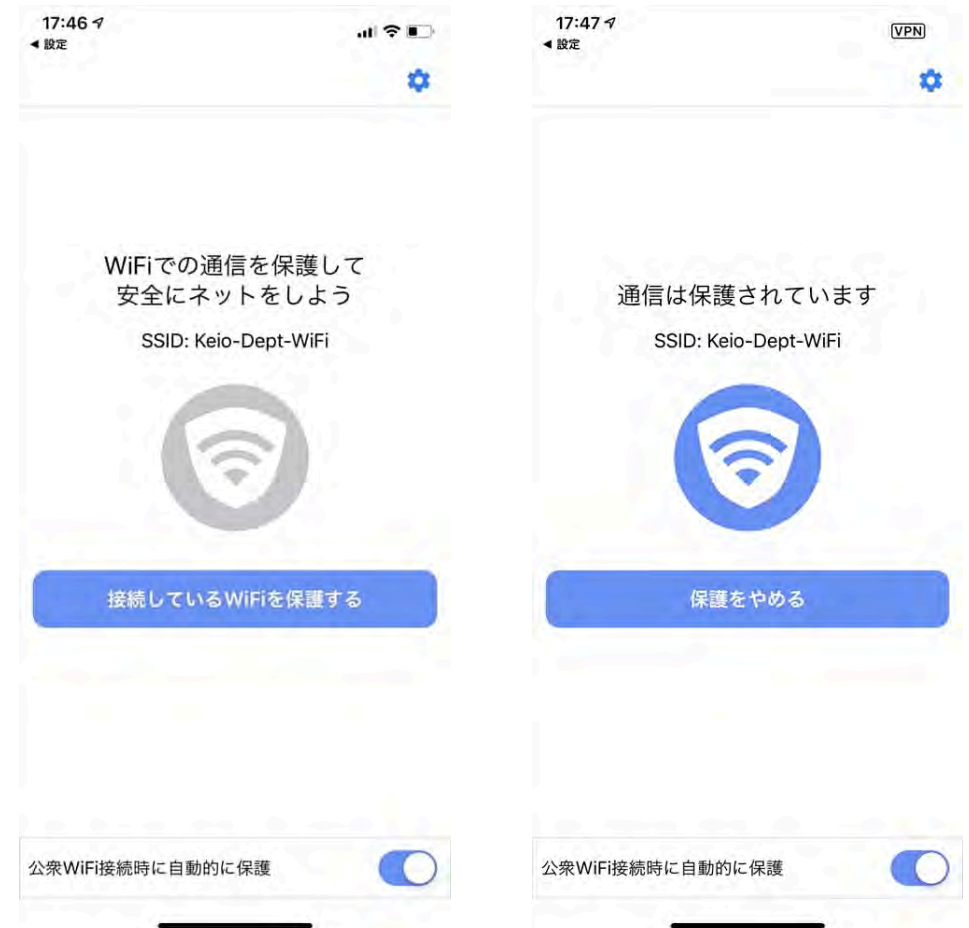 17:46
◀ 設定
WiFiでの通信を保護して
安全にネットをしよう
SSID: Keio-Dept-WiFi
接続しているWiFiを保護する
公衆WiFi接続時に自動的に保護
17:47
VPN
◀ 設定
通信は保護されています
SSID: Keio-Dept-WiFi
保護をやめる
公衆WiFi接続時に自動的に保護